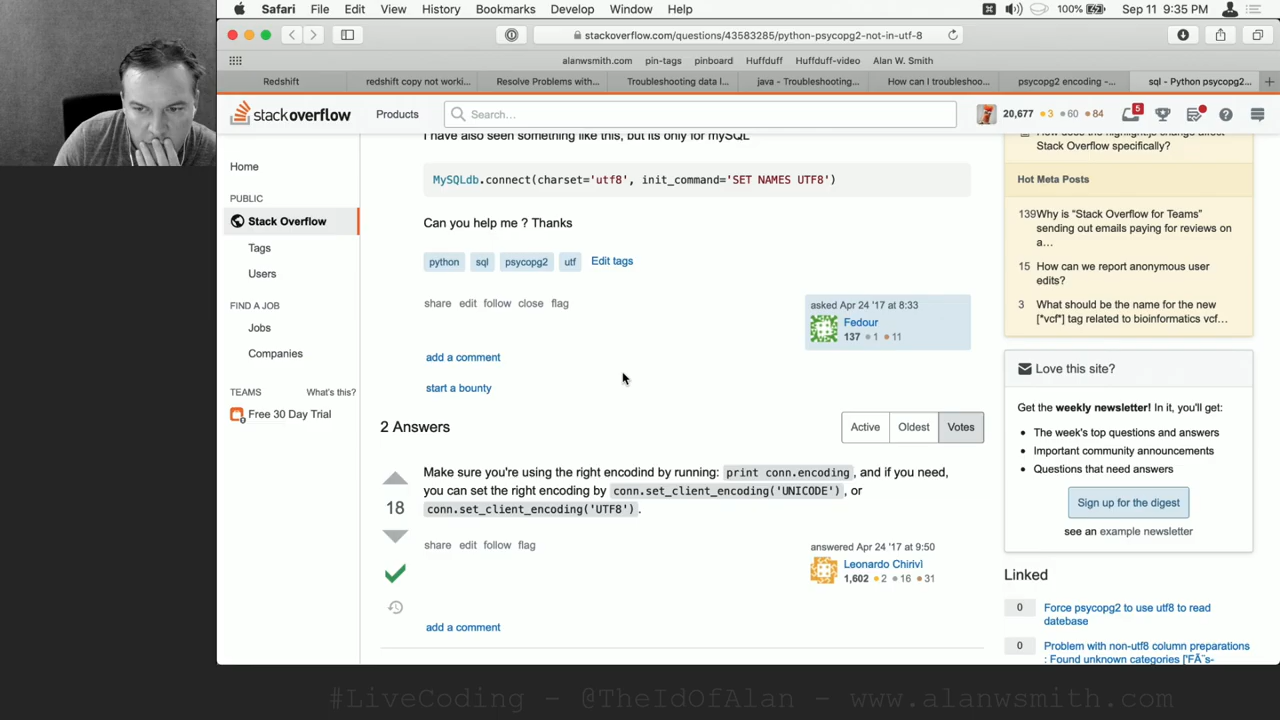 Safari File Edit View History Bookmarks Develop Window Help 100% Sep 11 9:35 PM
stackoverflow.com/questions/43583285/python-psycopg2-not-in-utf-8
alanwsmith.com pin-tags pinboard Huffduff Huffduff-video Alan W. Smith
Redshift redshift copy not worki... Resolve Problems with... Troubleshooting data l... java - Troubleshooting... How can I troubleshoo... psycopg2 encoding -... sql - Python psycopg2...
stackoverflow Products Search... 20,677 3 60 84 5
I have also seen something like this, but its only for mySQL
MySQLdb.connect(charset='utf8', init_command='SET NAMES UTF8')
Can you help me ? Thanks
python sql psycopg2 utf Edit tags
share edit follow close flag
asked Apr 24 '17 at 8:33
Fedour
137 1 11
add a comment
start a bounty
2 Answers
Active Oldest Votes
Make sure you're using the right encodind by running: print conn.encoding, and if you need,
you can set the right encoding by conn.set_client_encoding('UNICODE'), or
conn.set_client_encoding('UTF8').
18
share edit follow flag
answered Apr 24 '17 at 9:50
Leonardo Chirivì
1,602 2 16 31
add a comment
Home
PUBLIC
Stack Overflow
Tags
Users
FIND A JOB
Jobs
Companies
TEAMS What's this?
Free 30 Day Trial
How does the highlight.js change affect
Stack Overflow specifically?
Hot Meta Posts
139 Why is "Stack Overflow for Teams"
sending out emails paying for reviews on
a…
15 How can we report anonymous user
edits?
3 What should be the name for the new
[*vcf*] tag related to bioinformatics vcf…
Love this site?
Get the weekly newsletter! In it, you'll get:
The week's top questions and answers
Important community announcements
Questions that need answers
Sign up for the digest
see an example newsletter
Linked
0 Force psycopg2 to use utf8 to read
datebase
0 Problem with non-utf8 column preparations
: Found unknown categories ['FÃ¨s-
#LiveCoding - @TheIdOfAlan - www.alanwsmith.com